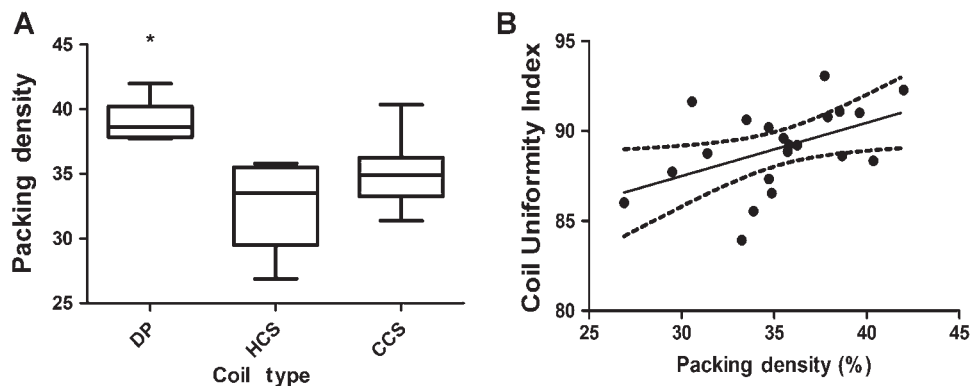 A
*
Packing density
45
40
35
30
25
DP
HCS
CCS
Coil type
B
Coil Uniformity Index
95
90
85
80
25
30
35
40
45
Packing density (%)